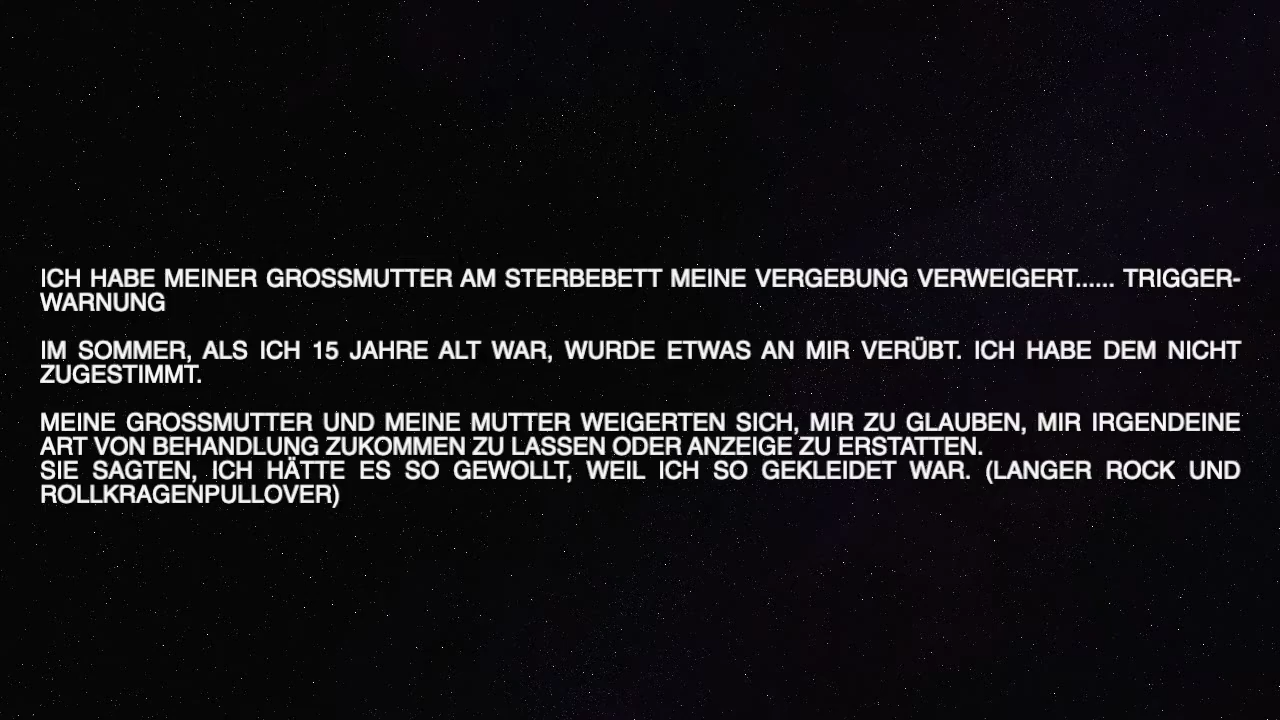 ICH HABE MEINER GROSSMUTTER AM STERBEBETT MEINE VERGEBUNG VERWEIGERT...... TRIGGER-
WARNUNG
IM SOMMER, ALS ICH 15 JAHRE ALT WAR, WURDE ETWAS AN MIR VERÜBT. ICH HABE DEM NICHT
ZUGESTIMMT.
MEINE GROSSMUTTER UND MEINE MUTTER WEIGERTEN SICH, MIR ZU GLAUBEN, MIR IRGENDEINE
ART VON BEHANDLUNG ZUKOMMEN ZU LASSEN ODER ANZEIGE ZU ERSTATTEN.
SIE SAGTEN, ICH HÄTTE ES SO GEWOLLT, WEIL ICH SO GEKLEIDET WAR. (LANGER ROCK UND
ROLLKRAGENPULLOVER)